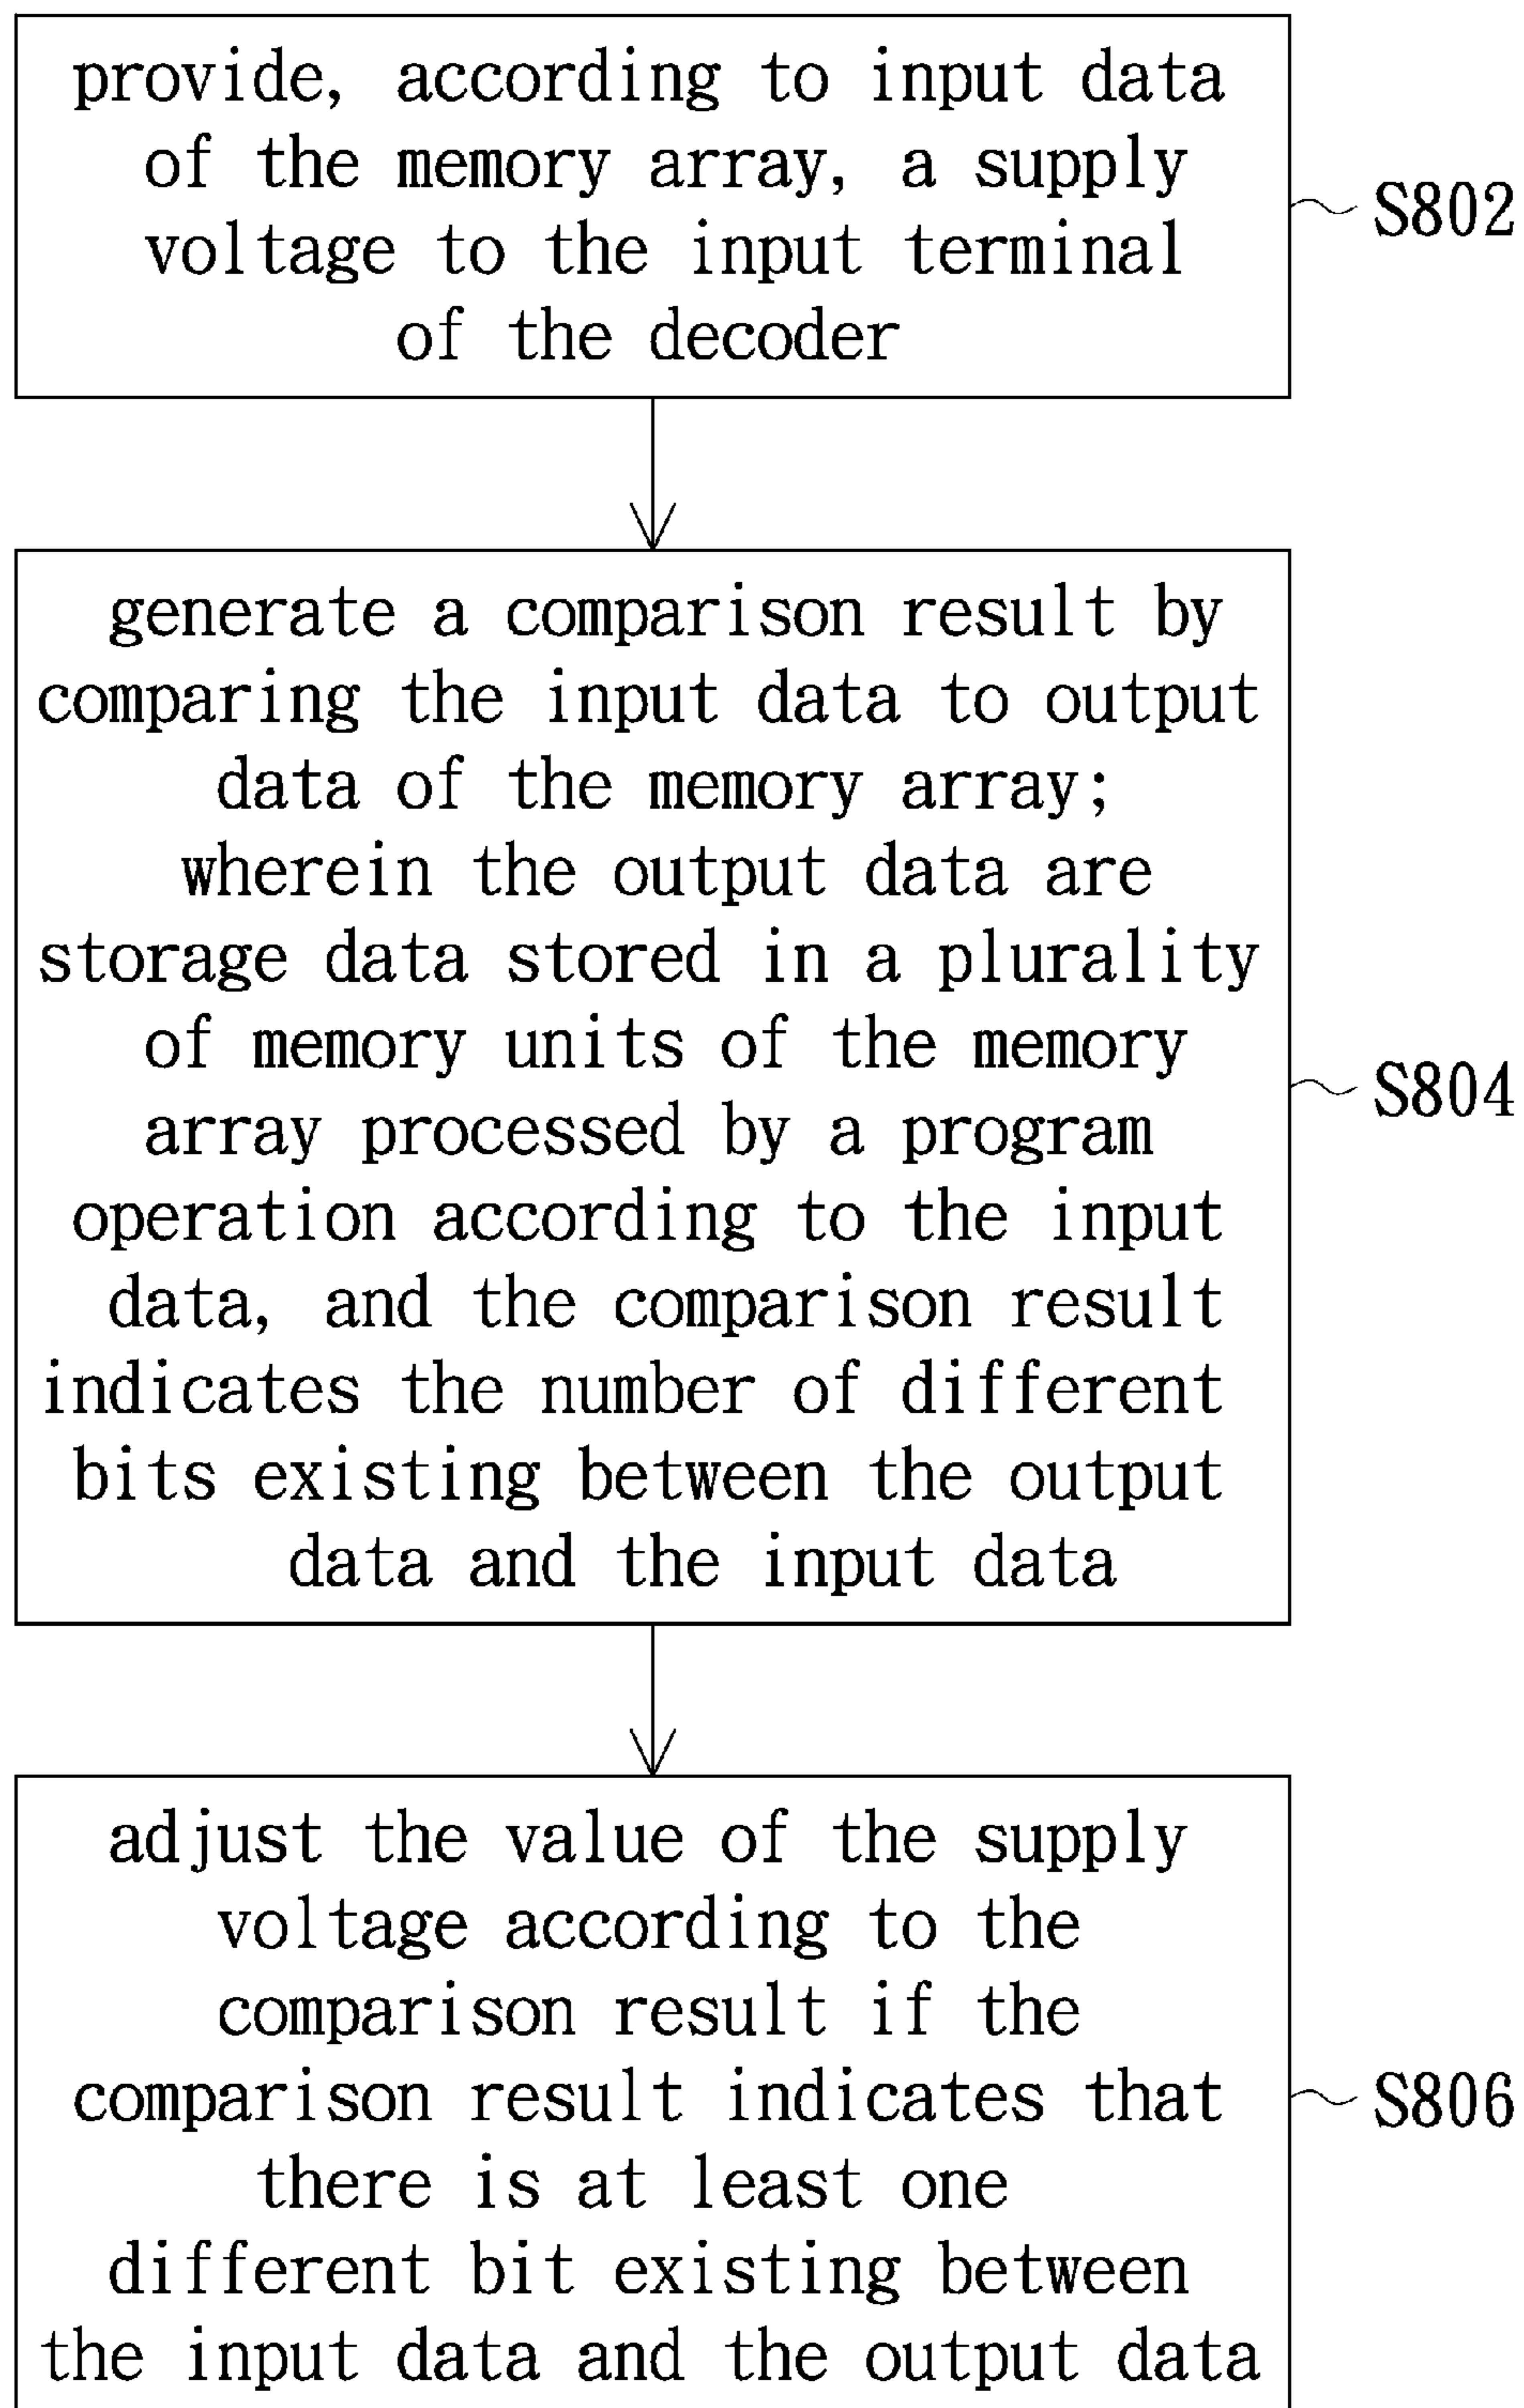 provide, according to input data
of the memory array, a supply
voltage to the input terminal
of the decoder
S802
generate a comparison result by
comparing the input data to output
data of the memory array;
wherein the output data are
storage data stored in a plurality
of memory units of the memory
array processed by a program
operation according to the input
data, and the comparison result
indicates the number of different
bits existing between the output
data and the input data
S804
adjust the value of the supply
voltage according to the
comparison result if the
comparison result indicates that
there is at least one
different bit existing between
the input data and the output data
S806